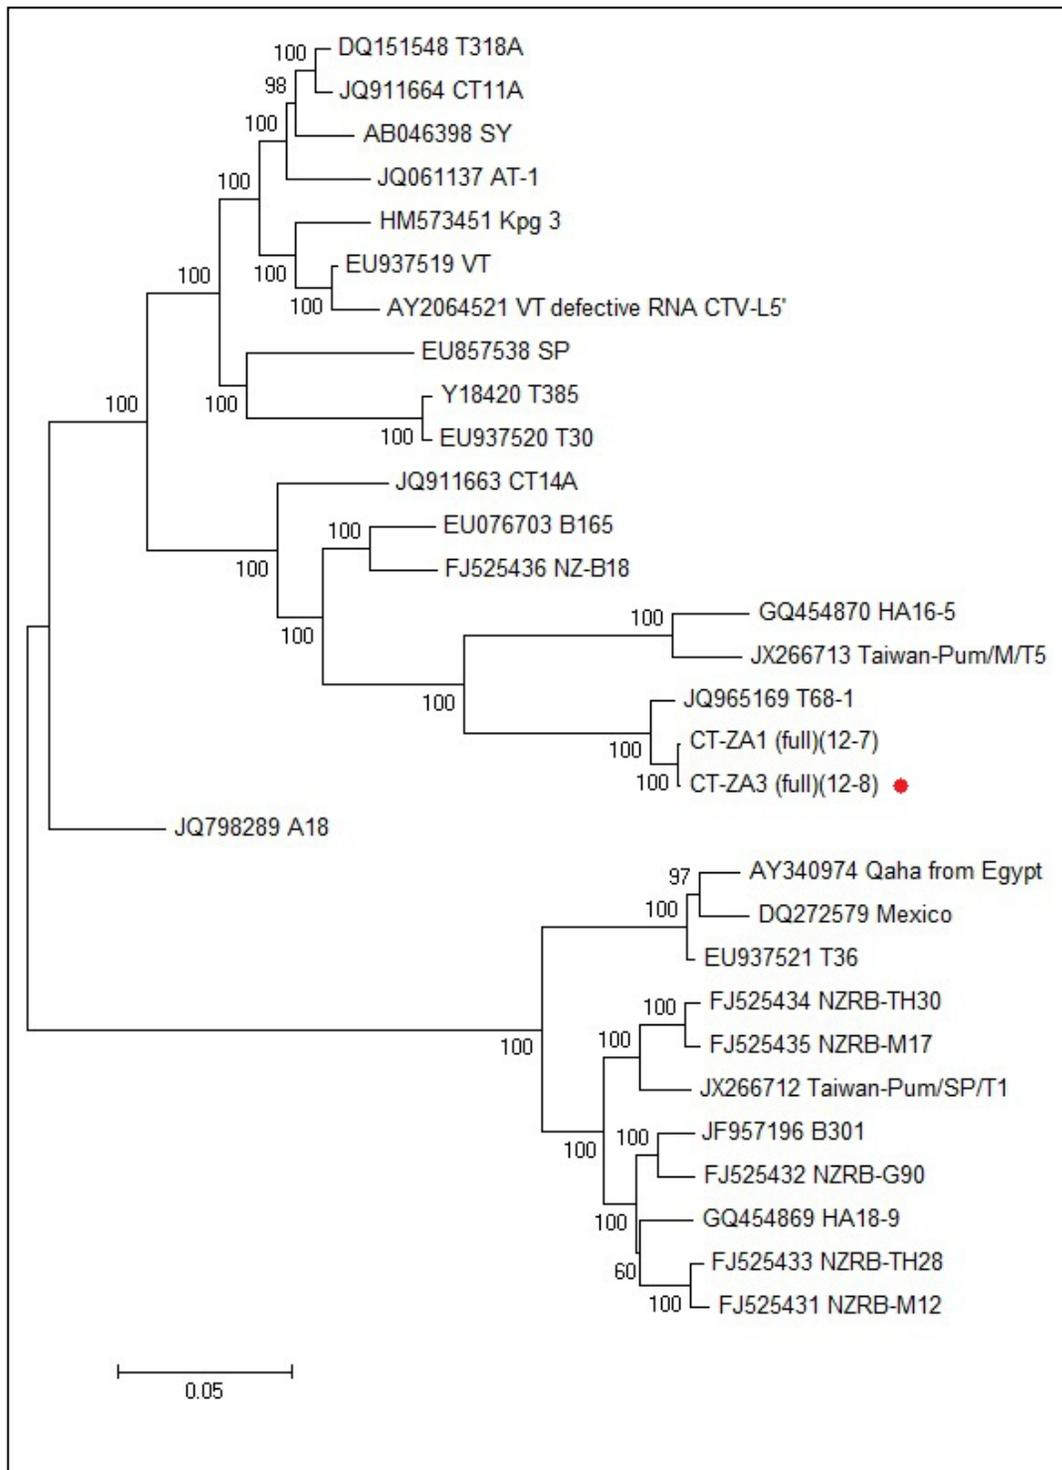 100 DQ151548 T318A
98 JQ911664 CT11A
100 AB046398 SY
100 JQ061137 AT-1
HM573451 Kpg 3
100 100 EU937519 VT
100 AY2064521 VT defective RNA CTV-L5'
EU857538 SP
100 100 Y18420 T385
100 EU937520 T30
JQ911663 CT14A
100 EU076703 B165
100 FJ525436 NZ-B18
100 100 GQ454870 HA16-5
JX266713 Taiwan-Pum/M/T5
100 JQ965169 T68-1
100 CT-ZA1 (full)(12-7)
100 CT-ZA3 (full)(12-8)
JQ798289 A18
97 AY340974 Qaha from Egypt
100 DQ272579 Mexico
EU937521 T36
100 FJ525434 NZRB-TH30
100 100 FJ525435 NZRB-M17
JX266712 Taiwan-Pum/SP/T1
100 100 JF957196 B301
FJ525432 NZRB-G90
100 GQ454869 HA18-9
60 FJ525433 NZRB-TH28
100 FJ525431 NZRB-M12
0.05